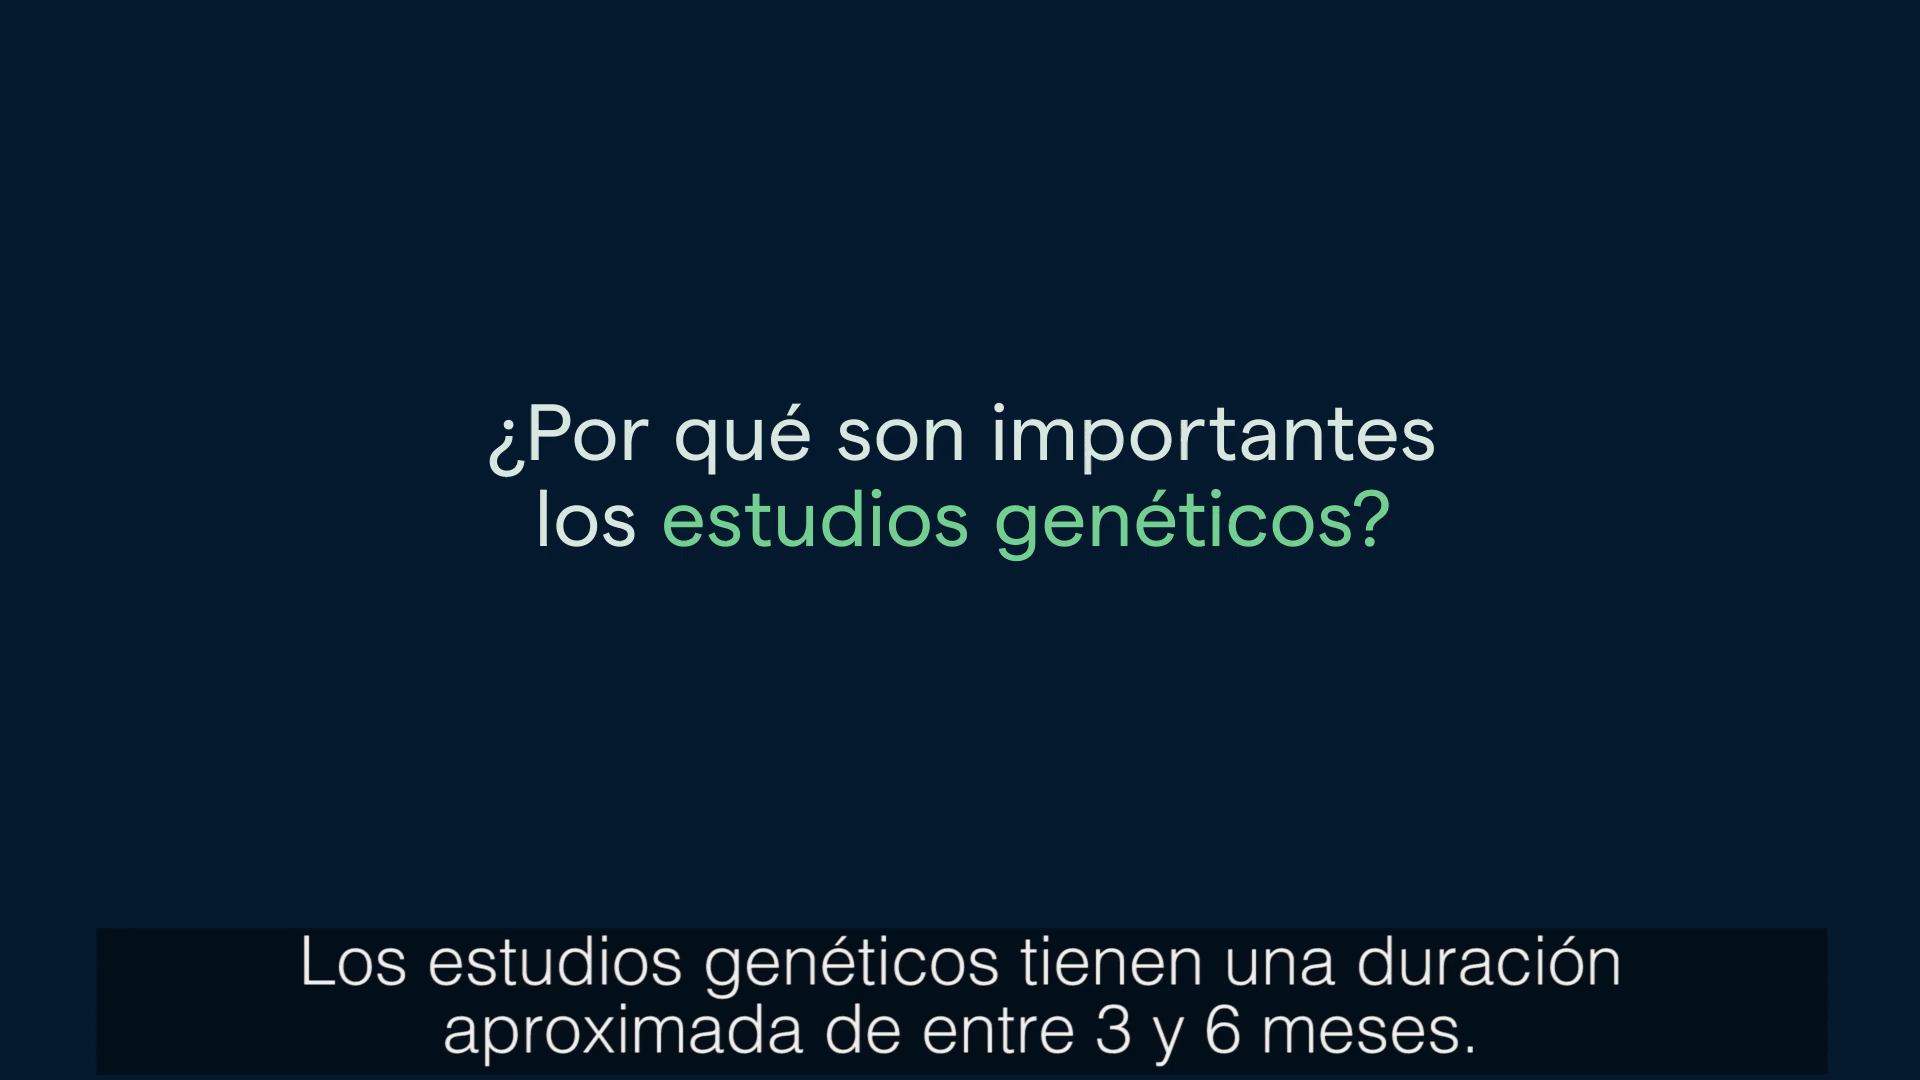 ¿Por qué son importantes
los estudios genéticos?
Los estudios genéticos tienen una duración
aproximada de entre 3 y 6 meses.